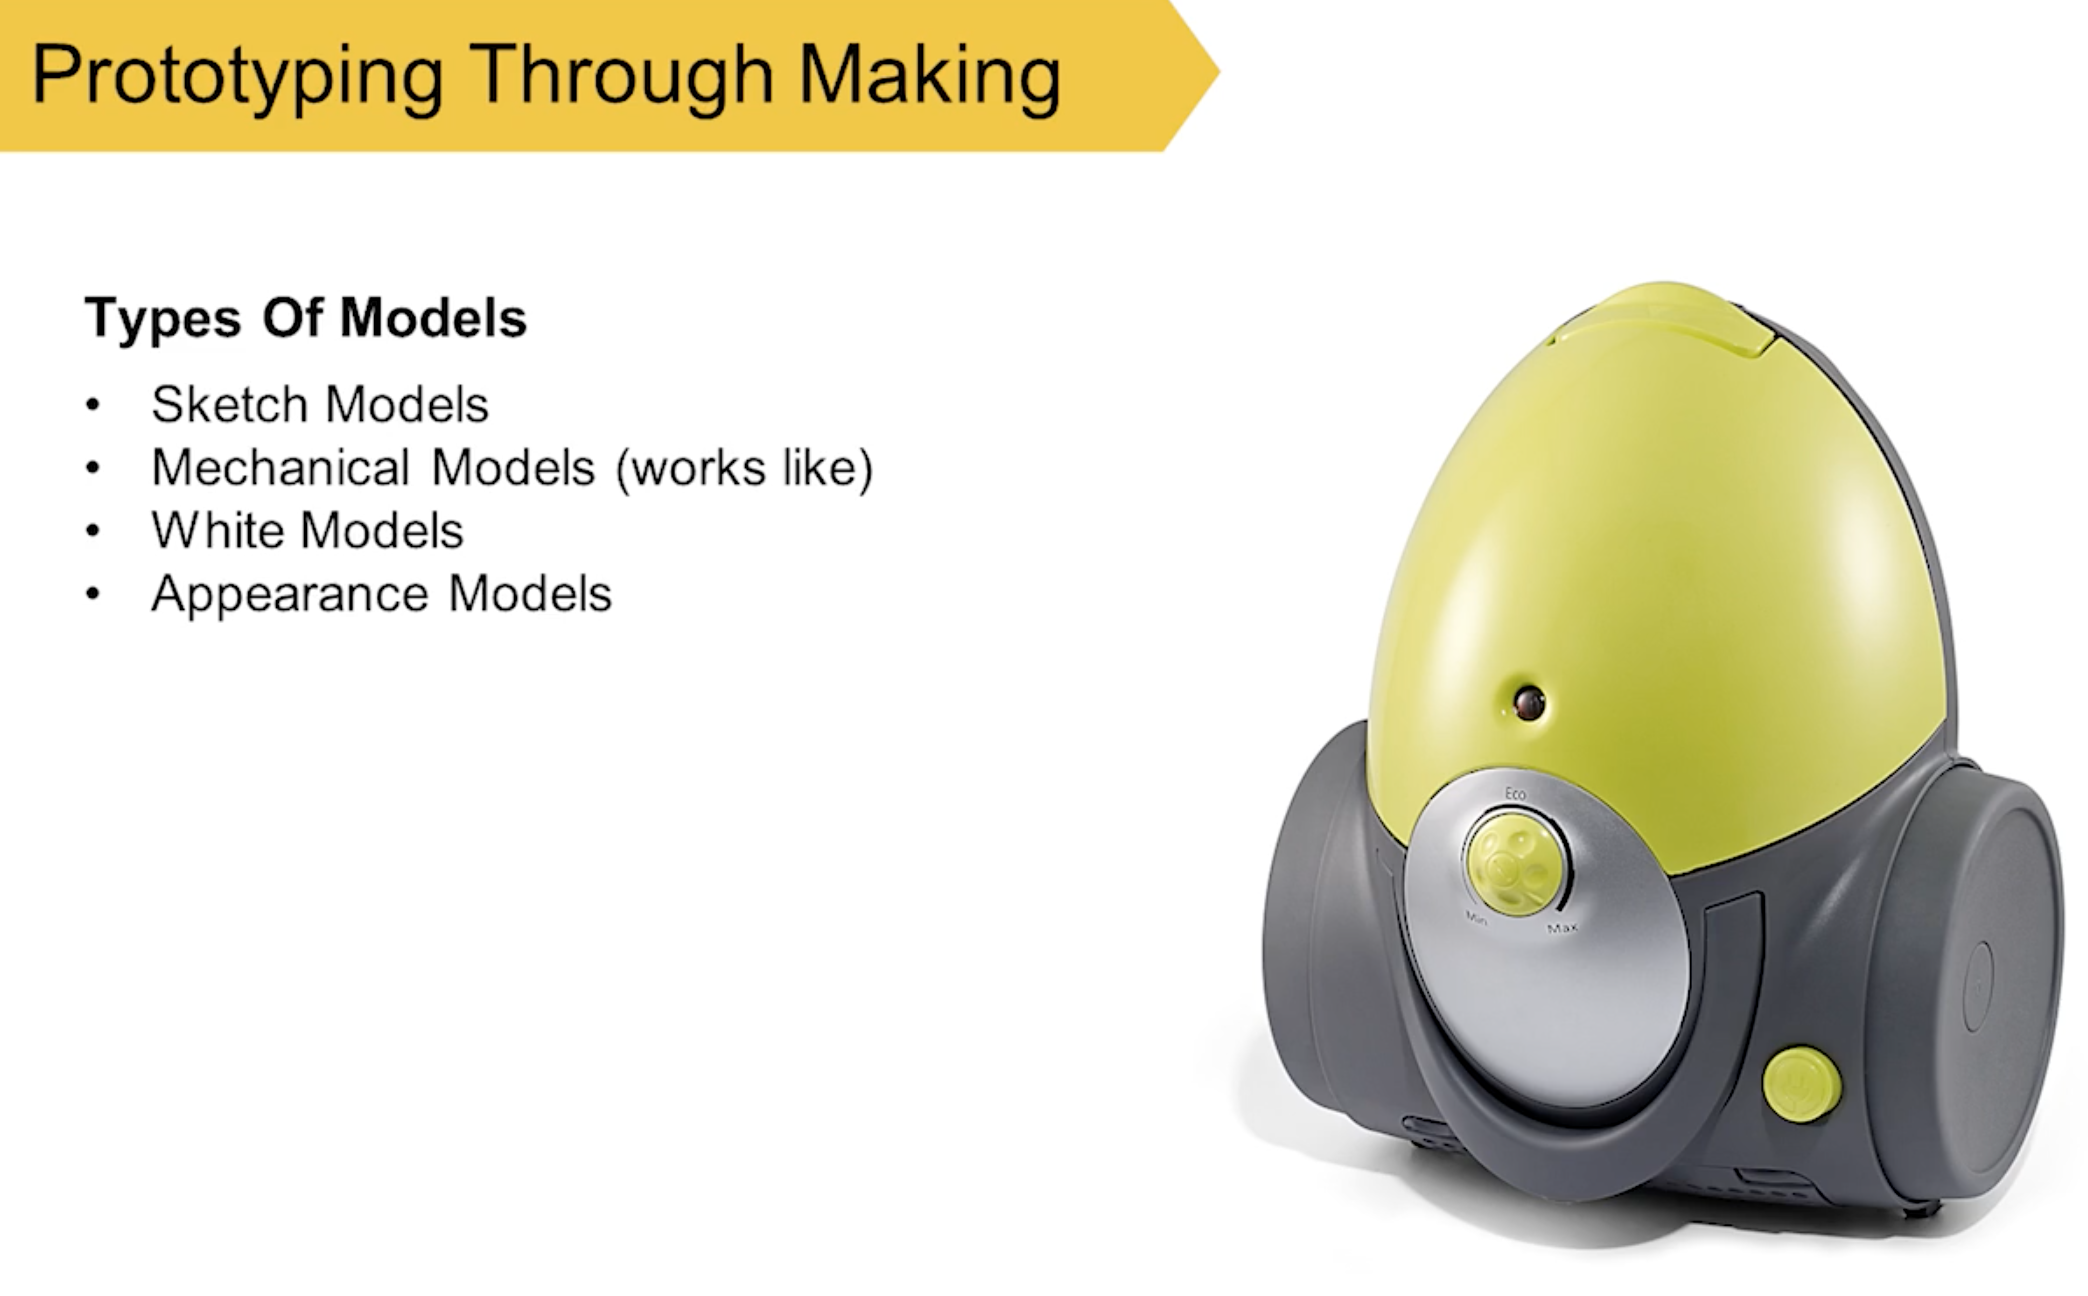 Prototyping Through Making
Types Of Models
• Sketch Models
• Mechanical Models (works like)
• White Models
• Appearance Models
Eco
Min
Max